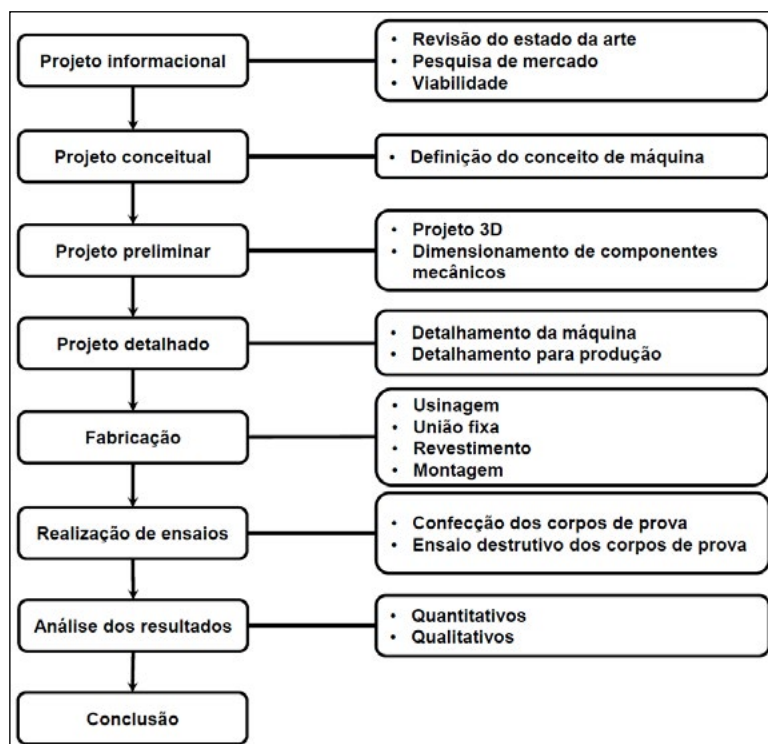 Projeto informacional
• Revisão do estado da arte
• Pesquisa de mercado
• Viabilidade
Projeto conceitual
• Definição do conceito de máquina
Projeto preliminar
• Projeto 3D
• Dimensionamento de componentes
mecânicos
Projeto detalhado
• Detalhamento da máquina
• Detalhamento para produção
Fabricação
• Usinagem
• União fixa
• Revestimento
• Montagem
Realização de ensaios
• Confecção dos corpos de prova
• Ensaio destrutivo dos corpos de prova
Análise dos resultados
• Quantitativos
• Qualitativos
Conclusão